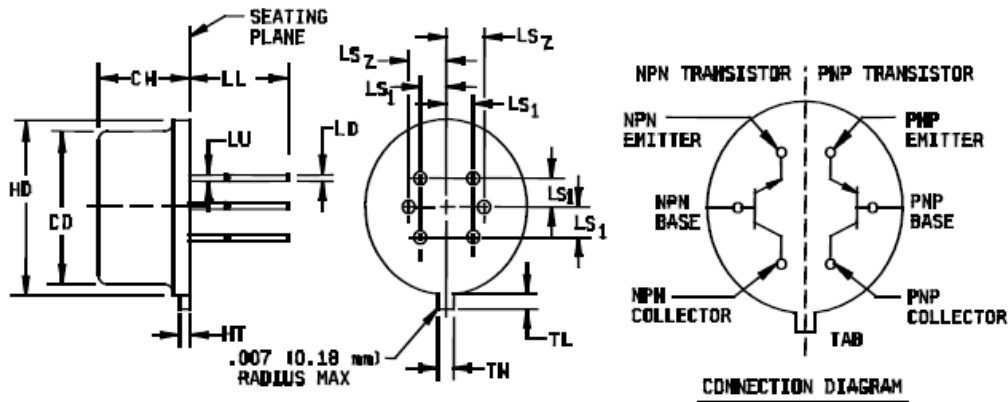 SEATING
PLANE
CH
LL
LU
LD
HD
CD
HT
LS2
LS2
LS1
LS1
LS1
LS1
.007 (0.18 mm)
RADIUS MAX
TL
TW
NPN TRANSISTOR
PNP TRANSISTOR
NPN
EMITTER
PNP
EMITTER
NPN
BASE
PNP
BASE
NPN
COLLECTOR
PNP
COLLECTOR
TAB
CONNECTION DIAGRAM